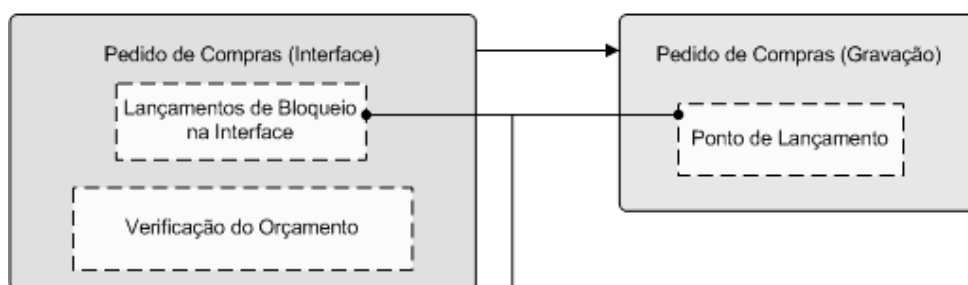 Pedido de Compras (Interface)
Lançamentos de Bloqueio
na Interface
Verificação do Orçamento
Pedido de Compras (Gravação)
Ponto de Lançamento